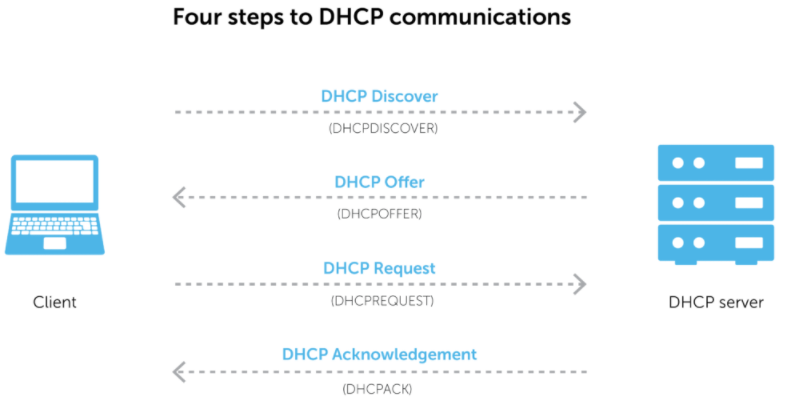 Four steps to DHCP communications
DHCP Discover
(DHCPDISCOVER)
DHCP Offer
(DHCPOFFER)
DHCP Request
(DHCPREQUEST)
Client
DHCP server
DHCP Acknowledgement
(DHCPACK)